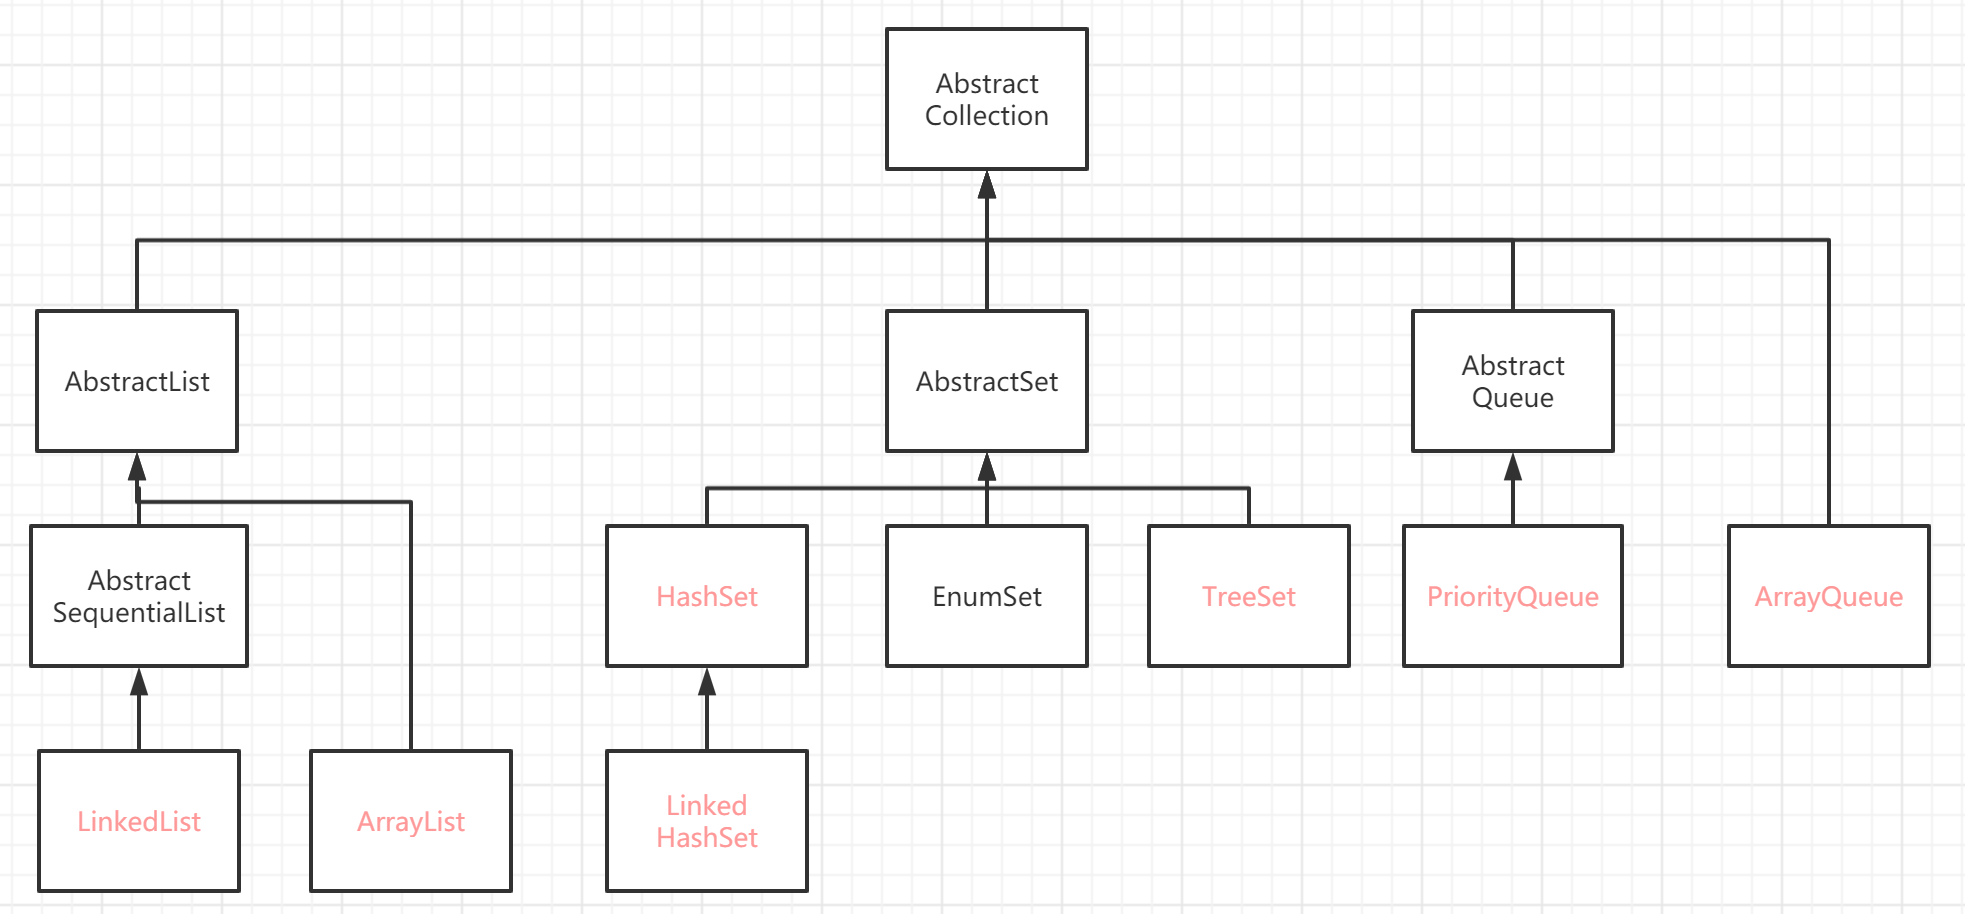 Abstract
Collection
AbstractList
AbstractSet
Abstract
Queue
Abstract
SequentialList
HashSet
EnumSet
TreeSet
PriorityQueue
ArrayQueue
LinkedList
ArrayList
Linked
HashSet